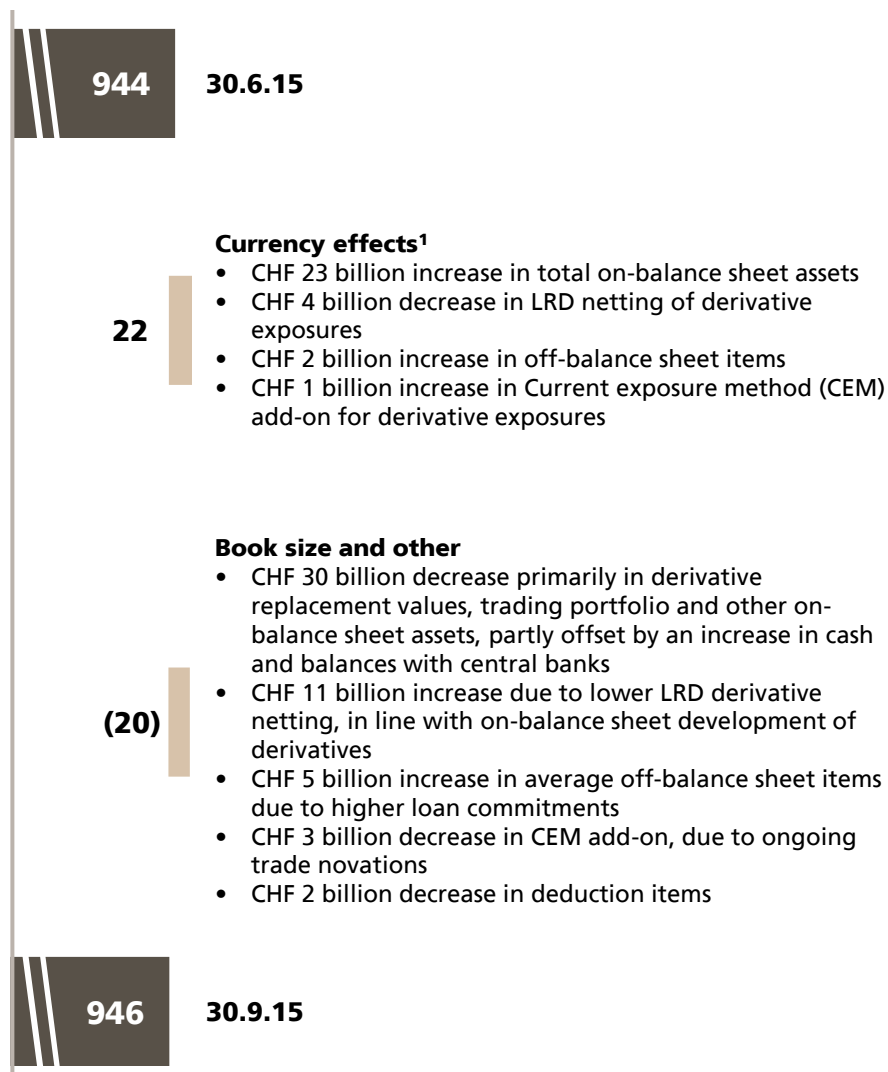 944 30.6.15
Currency effects¹
• CHF 23 billion increase in total on-balance sheet assets
• CHF 4 billion decrease in LRD netting of derivative
exposures
22
• CHF 2 billion increase in off-balance sheet items
• CHF 1 billion increase in Current exposure method (CEM)
add-on for derivative exposures
Book size and other
• CHF 30 billion decrease primarily in derivative
replacement values, trading portfolio and other on-
balance sheet assets, partly offset by an increase in cash
and balances with central banks
• CHF 11 billion increase due to lower LRD derivative
(20)
netting, in line with on-balance sheet development of
derivatives
• CHF 5 billion increase in average off-balance sheet items
due to higher loan commitments
• CHF 3 billion decrease in CEM add-on, due to ongoing
trade novations
• CHF 2 billion decrease in deduction items
946 30.9.15